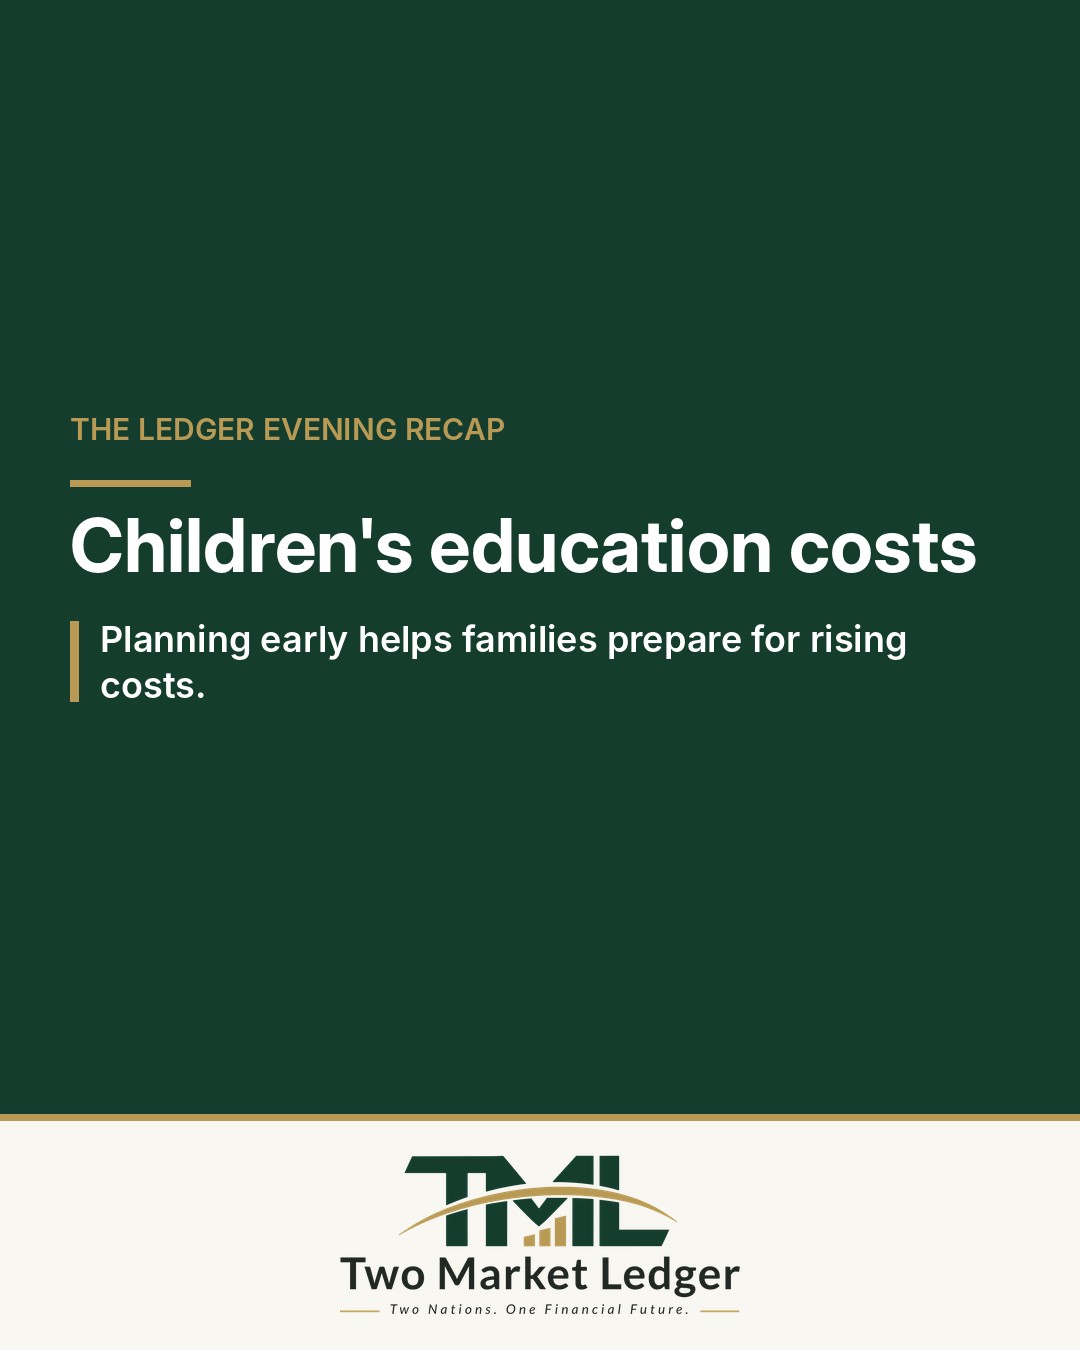 THE LEDGER EVENING RECAP
Children's education costs
Planning early helps families prepare for rising
costs.
TML
Two Market Ledger
Two Nations. One Financial Future.